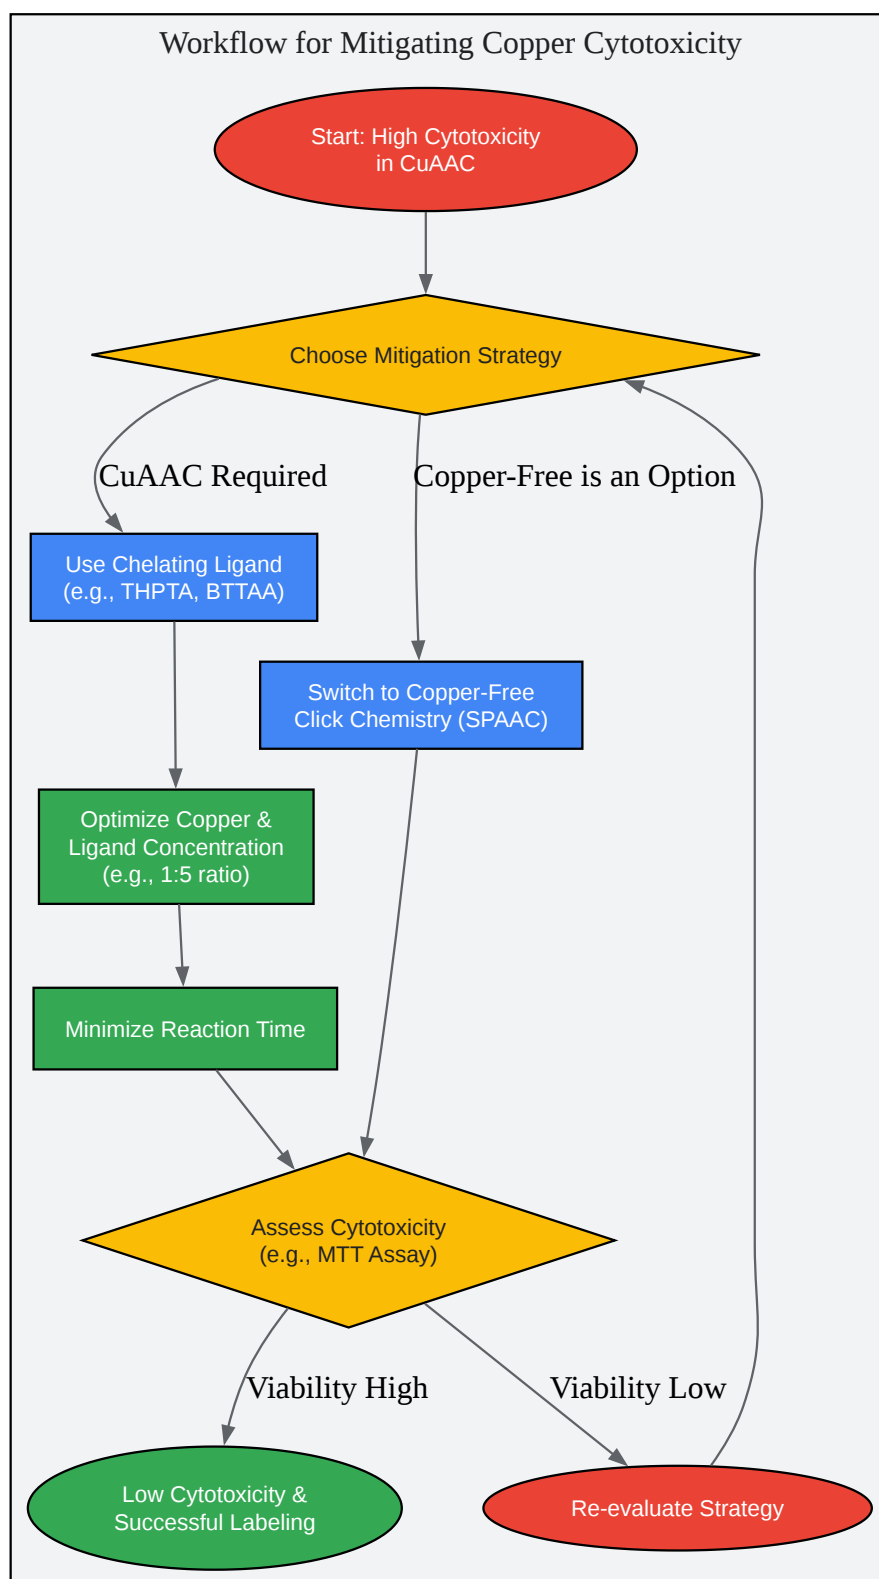 Workflow for Mitigating Copper Cytotoxicity
Start: High Cytotoxicity
in CuAAC
Choose Mitigation Strategy
CuAAC Required
Copper-Free is an Option
Use Chelating Ligand
(e.g., THPTA, BTTAA)
Switch to Copper-Free
Click Chemistry (SPAAC)
Optimize Copper &
Ligand Concentration
(e.g., 1:5 ratio)
Minimize Reaction Time
Assess Cytotoxicity
(e.g., MTT Assay)
Viability High
Viability Low
Low Cytotoxicity &
Successful Labeling
Re-evaluate Strategy